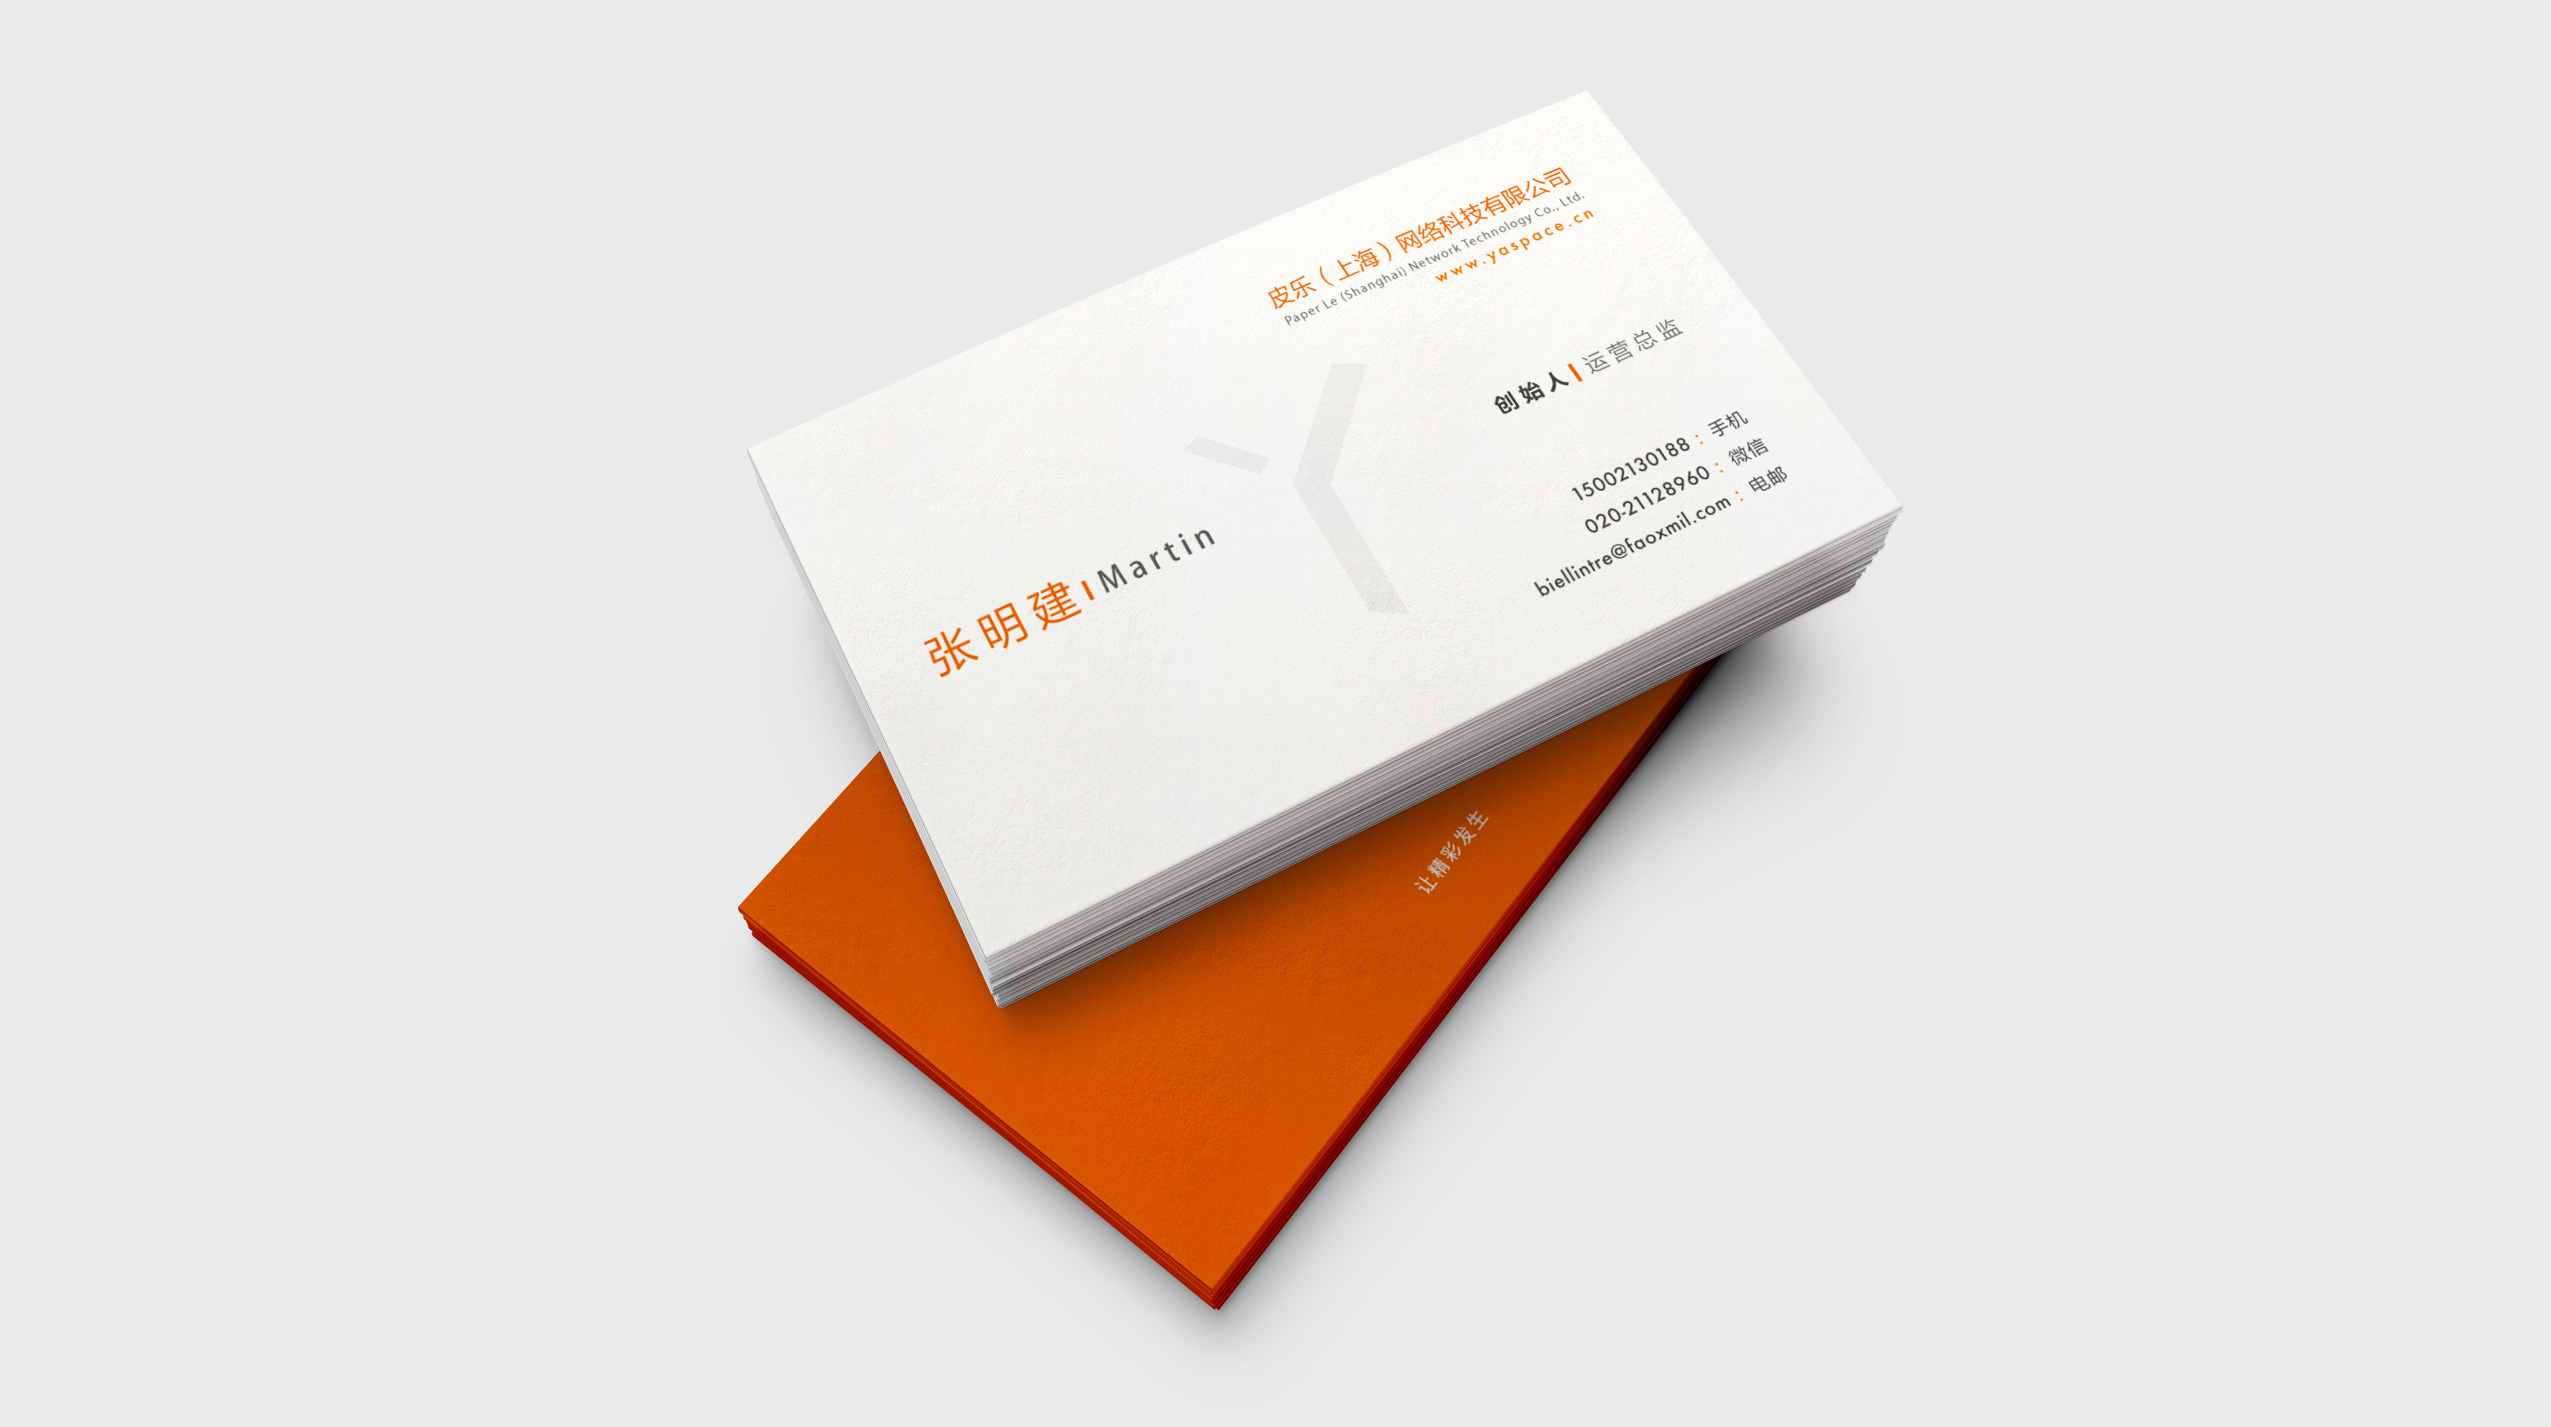 皮乐（上海）网络科技有限公司
Paper Le (Shanghai) Network Technology Co., Ltd.
www.yaspace.cn
创始人 | 运营总监
15002130188 : 手机
020-21128960 : 微信
biellintre@faoxmil.com : 电邮
张明建 | Martin
让精彩发生